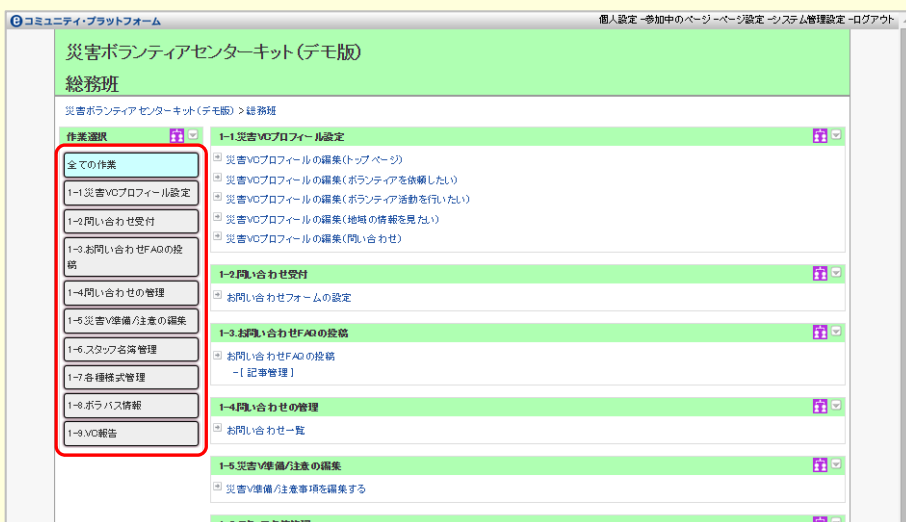 eコミュニティ・プラットフォーム
個人設定 -参加中のページ -ページ設定 -システム管理設定 -ログアウト
災害ボランティアセンターキット(デモ版)
総務班
災害ボランティアセンターキット(デモ版) > 総務班
作業選択
全ての作業
1-1災害VCプロフィール設定
1-2問い合わせ受付
1-3.お問い合わせFAQの投
稿
1-4問い合わせの管理
1-5災害V準備/注意の編集
1-6.スタッフ名簿管理
1-7各種様式管理
1-8.ボラバス情報
1-9.VC報告
1-1.災害VCプロフィール設定
災害VCプロフィールの編集(トップページ)
災害VCプロフィールの編集(ボランティアを依頼したい)
災害VCプロフィールの編集(ボランティア活動を行いたい)
災害VCプロフィールの編集(地域の情報を見たい)
災害VCプロフィールの編集(問い合わせ)
1-2.問い合わせ受付
お問い合わせフォームの設定
1-3.お問い合わせFAQの投稿
お問い合わせFAQの投稿
-[ 記事管理 ]
1-4.問い合わせの管理
お問い合わせ一覧
1-5.災害V準備/注意の編集
災害V準備/注意事項を編集する